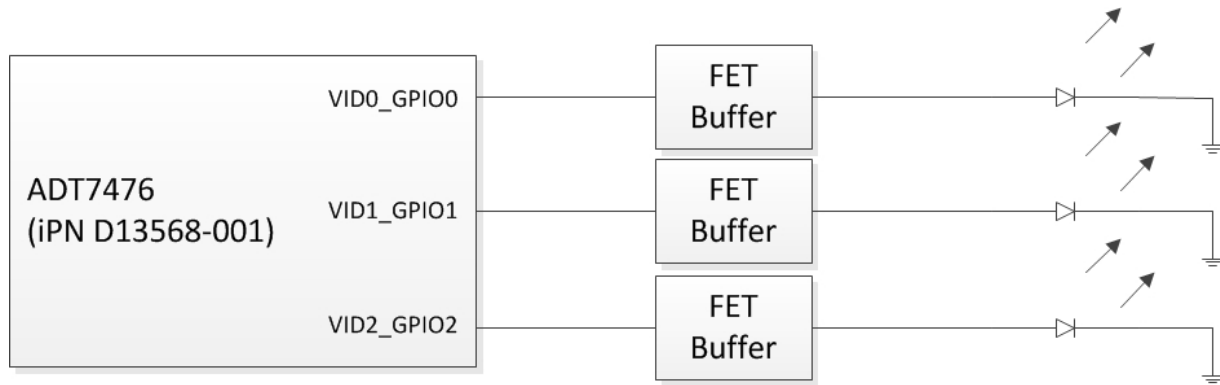 FET
Buffer
VID0_GPIO0
ADT7476
(iPN D13568-001)
VID1_GPIO1
FET
Buffer
VID2_GPIO2
FET
Buffer